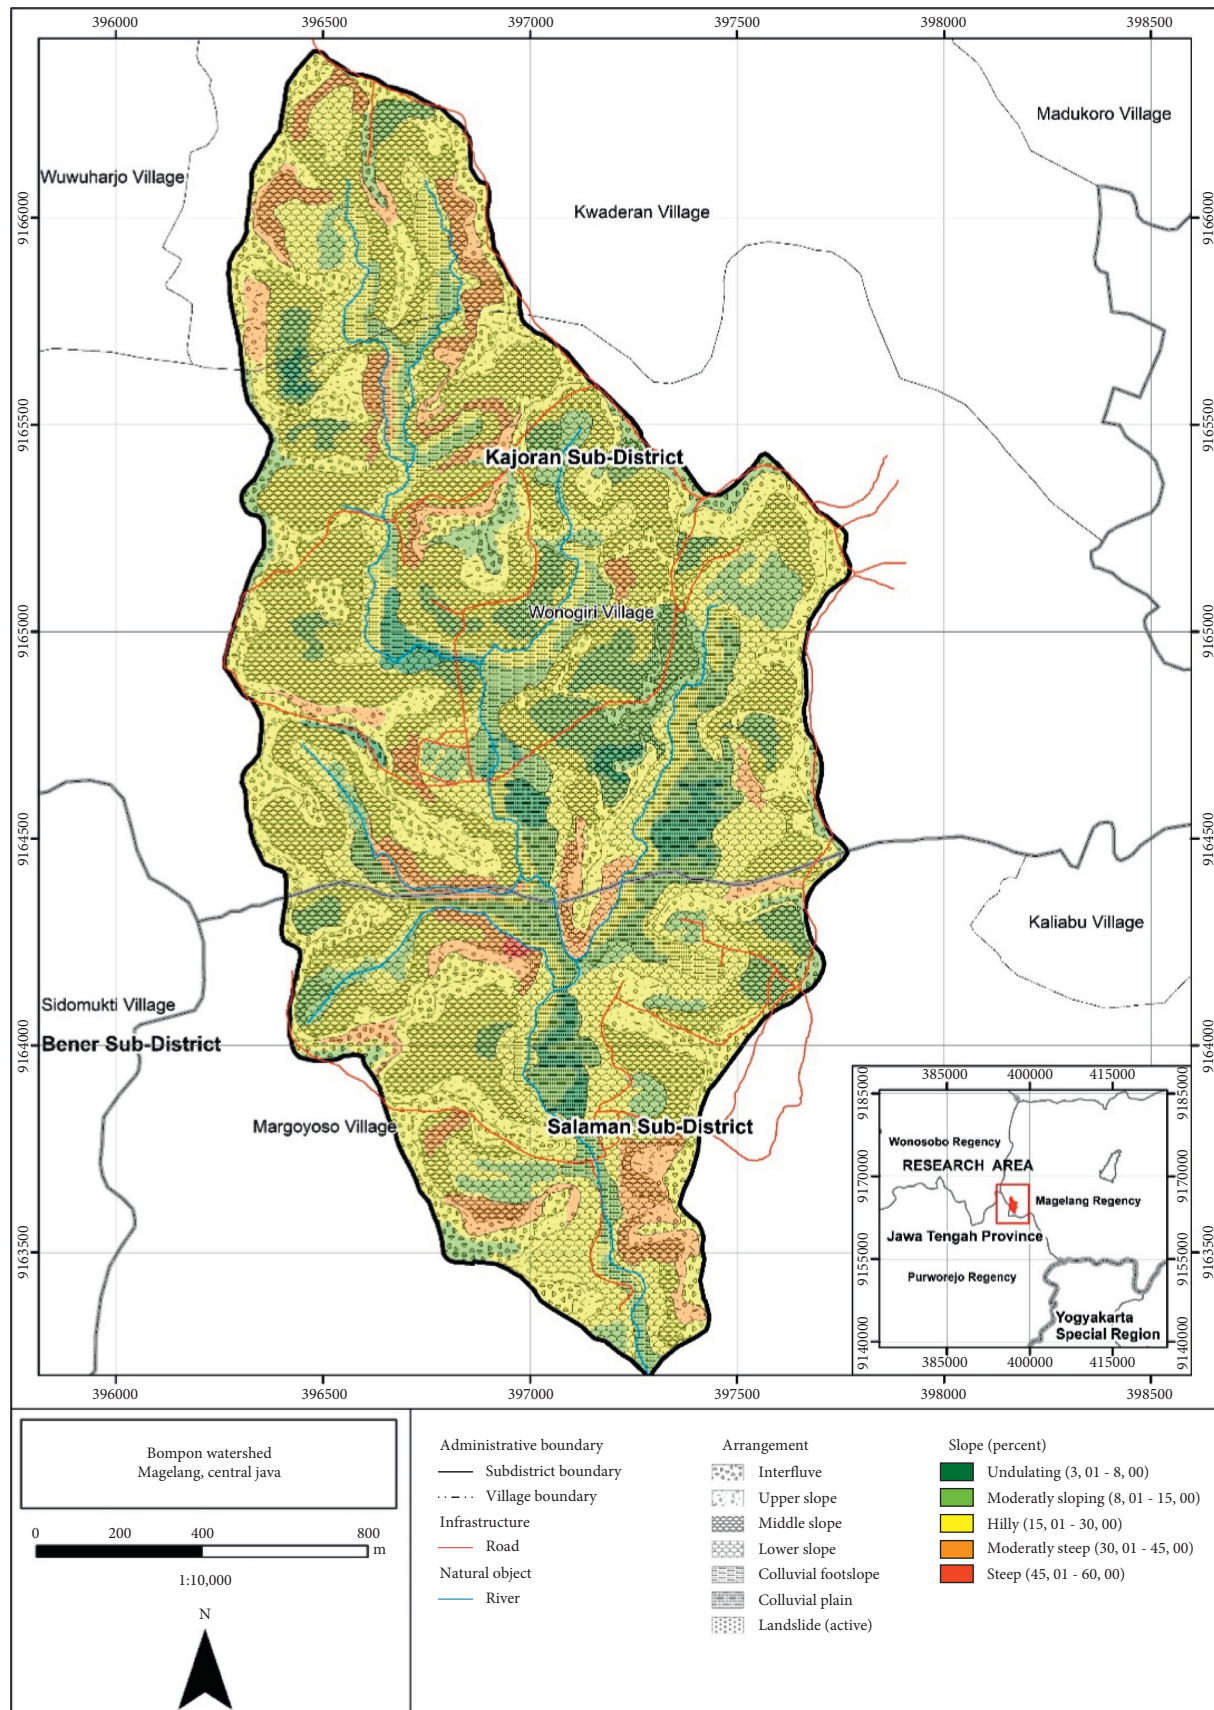 396000 396500 397000 397500 398000 398500
Madukoro Village
Wuwuharjo Village
Kwaderan Village
9166000 9166000
9165500 9165500
Kajoran Sub-District
Wonogiri Village
9165000 9165000
9164500 9164500
Kaliabu Village
Sidomukti Village
Bener Sub-District
9164000 9164000
Margoyoso Village
Salaman Sub-District
9163500 9163500
385000 400000 415000
9185000 9185000
Wonosobo Regency
RESEARCH AREA
9170000 9170000
Magelang Regency
Jawa Tengah Province
9155000 9155000
Purworejo Regency
Yogyakarta
Special Region
9140000 9140000
385000 400000 415000
396000 396500 397000 397500 398000 398500
Bompon watershed
Magelang, central java
0 200 400 800
m
1:10,000
N
Administrative boundary
Subdistrict boundary
Village boundary
Infrastructure
Road
Natural object
River
Arrangement
Interfluve
Upper slope
Middle slope
Lower slope
Colluvial footslope
Colluvial plain
Landslide (active)
Slope (percent)
Undulating (3, 01 - 8, 00)
Moderatly sloping (8, 01 - 15, 00)
Hilly (15, 01 - 30, 00)
Moderatly steep (30, 01 - 45, 00)
Steep (45, 01 - 60, 00)